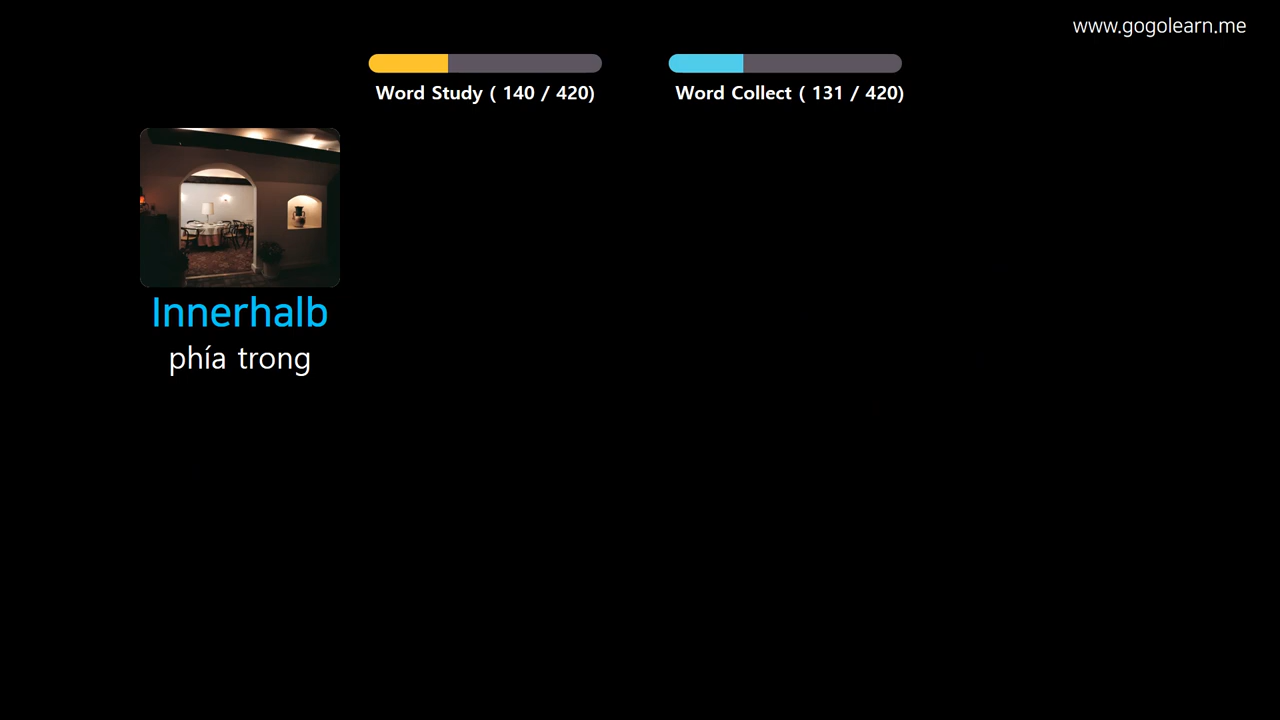 www.gogolearn.me
Word Study ( 140 / 420)
Word Collect ( 131 / 420)
Innerhalb
phía trong